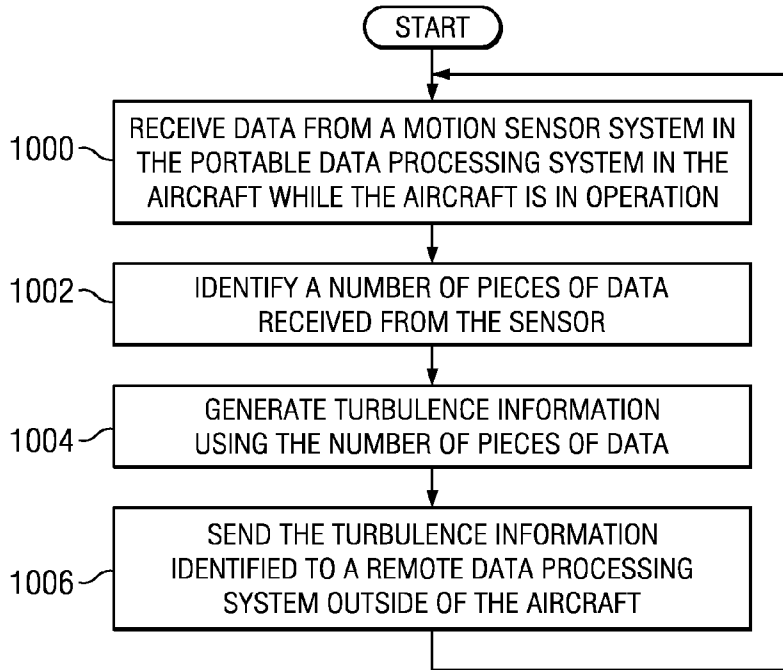 START
1000
RECEIVE DATA FROM A MOTION SENSOR SYSTEM IN
THE PORTABLE DATA PROCESSING SYSTEM IN THE
AIRCRAFT WHILE THE AIRCRAFT IS IN OPERATION
1002
IDENTIFY A NUMBER OF PIECES OF DATA
RECEIVED FROM THE SENSOR
1004
GENERATE TURBULENCE INFORMATION
USING THE NUMBER OF PIECES OF DATA
1006
SEND THE TURBULENCE INFORMATION
IDENTIFIED TO A REMOTE DATA PROCESSING
SYSTEM OUTSIDE OF THE AIRCRAFT